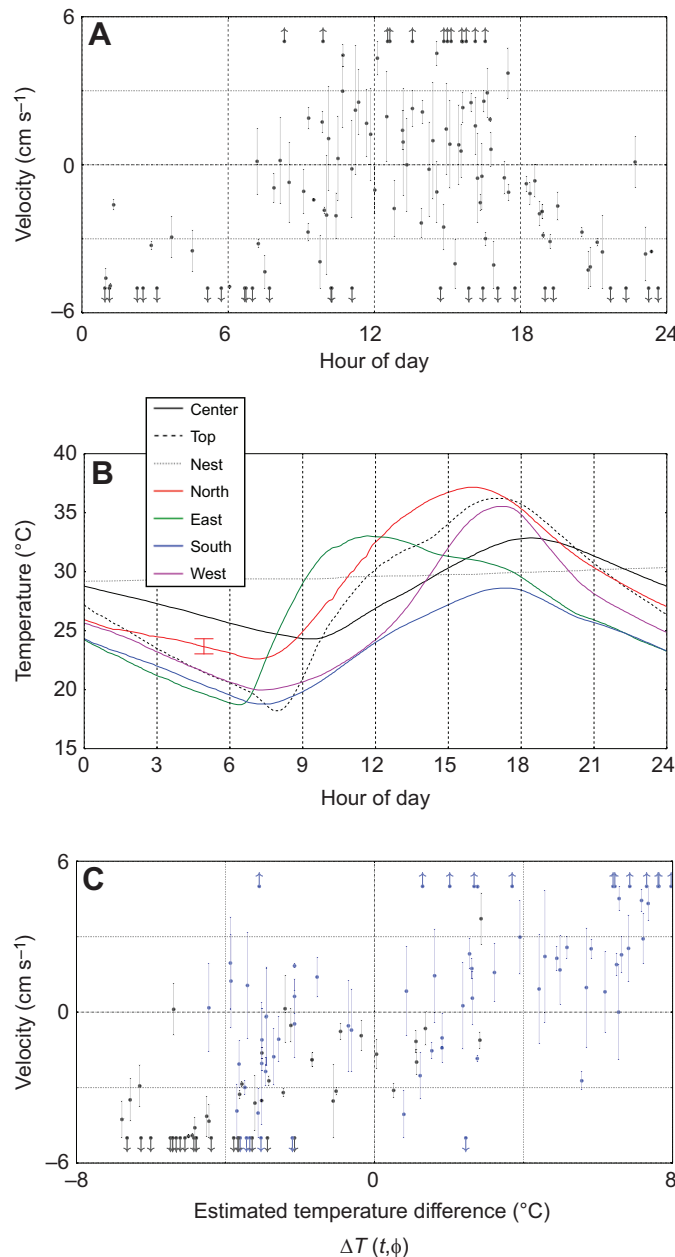 A
6
0
–6
Velocity (cm s–1)
0 6 12 18 24
Hour of day
B
Center
Top
Nest
North
East
South
West
40
35
30
25
20
15
Temperature (°C)
0 3 6 9 12 15 18 21 24
Hour of day
C
6
0
–6
Velocity (cm s–1)
–8 0 8
Estimated temperature difference (°C)
ΔT (t,ϕ)